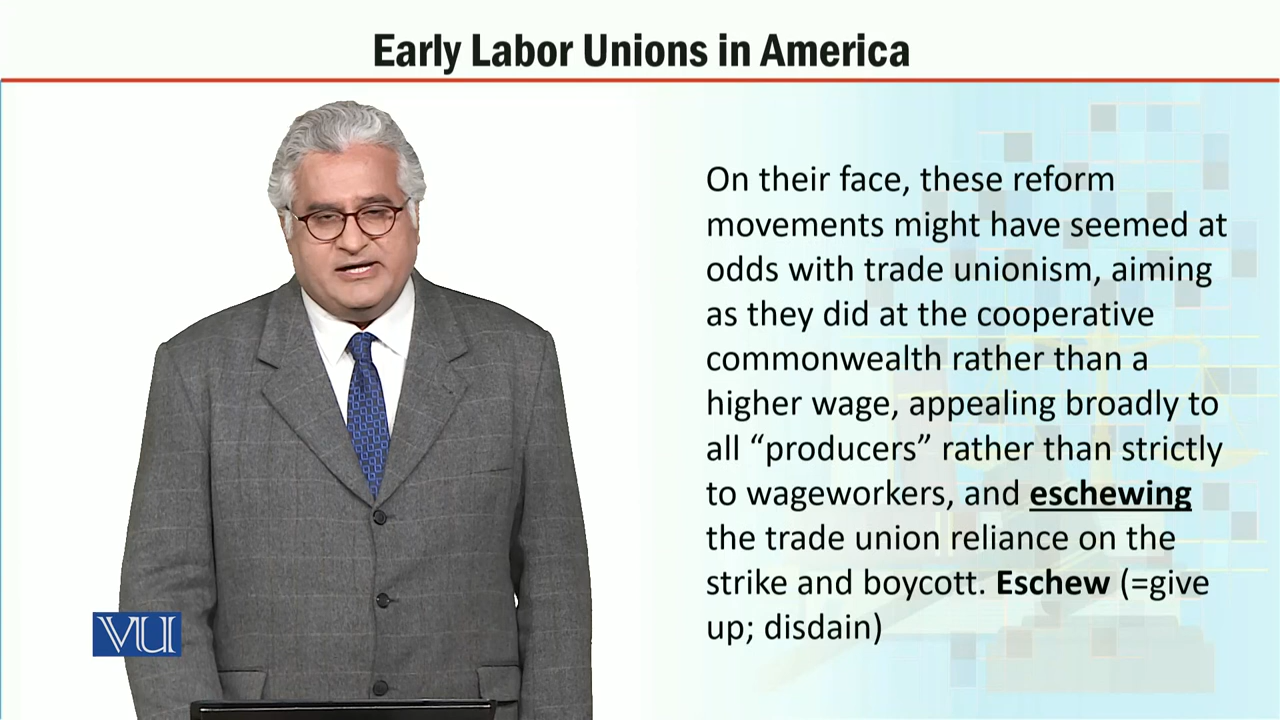 Early Labor Unions in America
On their face, these reform
movements might have seemed at
odds with trade unionism, aiming
as they did at the cooperative
commonwealth rather than a
higher wage, appealing broadly to
all “producers” rather than strictly
to wageworkers, and eschewing
the trade union reliance on the
strike and boycott. Eschew (=give
up; disdain)
VU